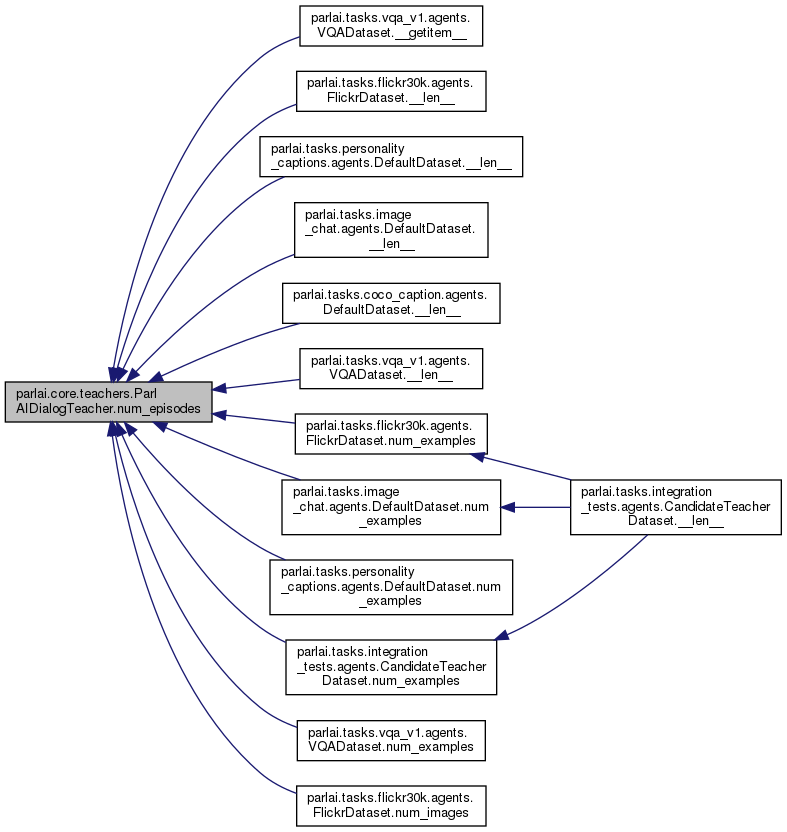 parlai.tasks.vqa_v1.agents.
VQADataset.__getitem__
parlai.tasks.flickr30k.agents.
FlickrDataset.__len__
parlai.tasks.personality
_captions.agents.DefaultDataset.__len__
parlai.tasks.image
_chat.agents.DefaultDataset.
__len__
parlai.tasks.coco_caption.agents.
DefaultDataset.__len__
parlai.tasks.vqa_v1.agents.
VQADataset.__len__
parlai.core.teachers.Parl
AIDialogTeacher.num_episodes
parlai.tasks.flickr30k.agents.
FlickrDataset.num_examples
parlai.tasks.image
_chat.agents.DefaultDataset.num
_examples
parlai.tasks.integration
_tests.agents.CandidateTeacher
Dataset.__len__
parlai.tasks.personality
_captions.agents.DefaultDataset.num
_examples
parlai.tasks.integration
_tests.agents.CandidateTeacher
Dataset.num_examples
parlai.tasks.vqa_v1.agents.
VQADataset.num_examples
parlai.tasks.flickr30k.agents.
FlickrDataset.num_images